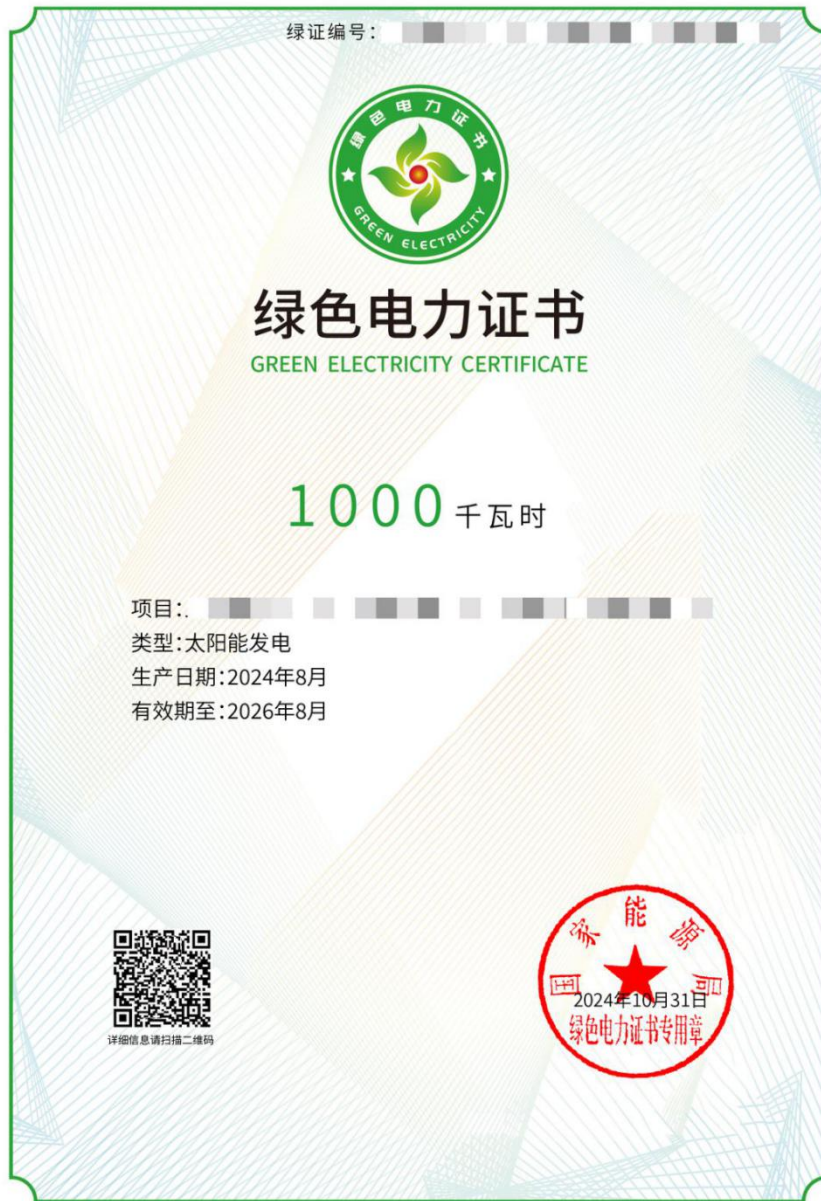 绿证编号:
绿色电力证书
GREEN ELECTRICITY
绿色电力证书
GREEN ELECTRICITY CERTIFICATE
1000千瓦时
项目:
类型:太阳能发电
生产日期:2024年8月
有效期至:2026年8月
详细信息请扫描二维码
国家能源局
2024年10月31日
绿色电力证书专用章